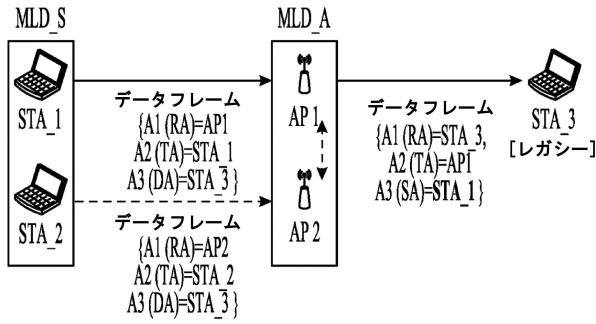 MLD_S
MLD_A
STA_1
AP 1
STA_3
[レガシー]
データフレーム
{A1 (RA)=AP1
A2 (TA)=STA_1
A3 (DA)=STA_3 }
データフレーム
{A1 (RA)=STA_3,
A2 (TA)=AP1
A3 (SA)=STA_1}
STA_2
AP 2
データフレーム
{A1 (RA)=AP2
A2 (TA)=STA_2
A3 (DA)=STA_3 }